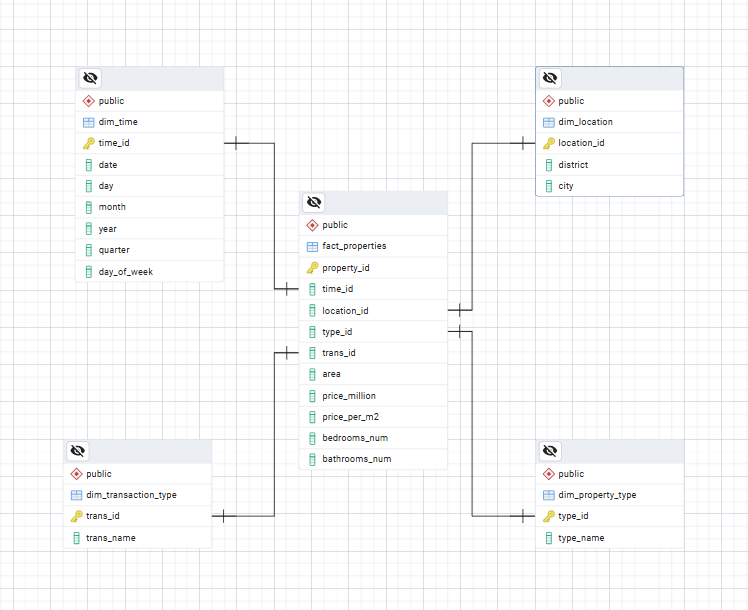 public
dim_time
time_id
date
day
month
year
quarter
day_of_week
public
dim_location
location_id
district
city
public
fact_properties
property_id
time_id
location_id
type_id
trans_id
area
price_million
price_per_m2
bedrooms_num
bathrooms_num
public
dim_transaction_type
trans_id
trans_name
public
dim_property_type
type_id
type_name